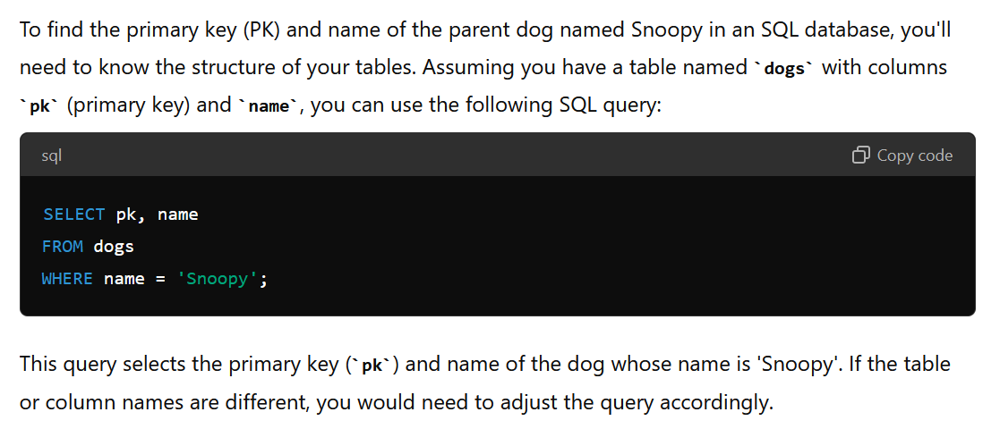 To find the primary key (PK) and name of the parent dog named Snoopy in an SQL database, you'll
need to know the structure of your tables. Assuming you have a table named `dogs` with columns
`pk` (primary key) and `name`, you can use the following SQL query:
sql Copy code
SELECT pk, name
FROM dogs
WHERE name = 'Snoopy';
This query selects the primary key (`pk`) and name of the dog whose name is 'Snoopy'. If the table
or column names are different, you would need to adjust the query accordingly.